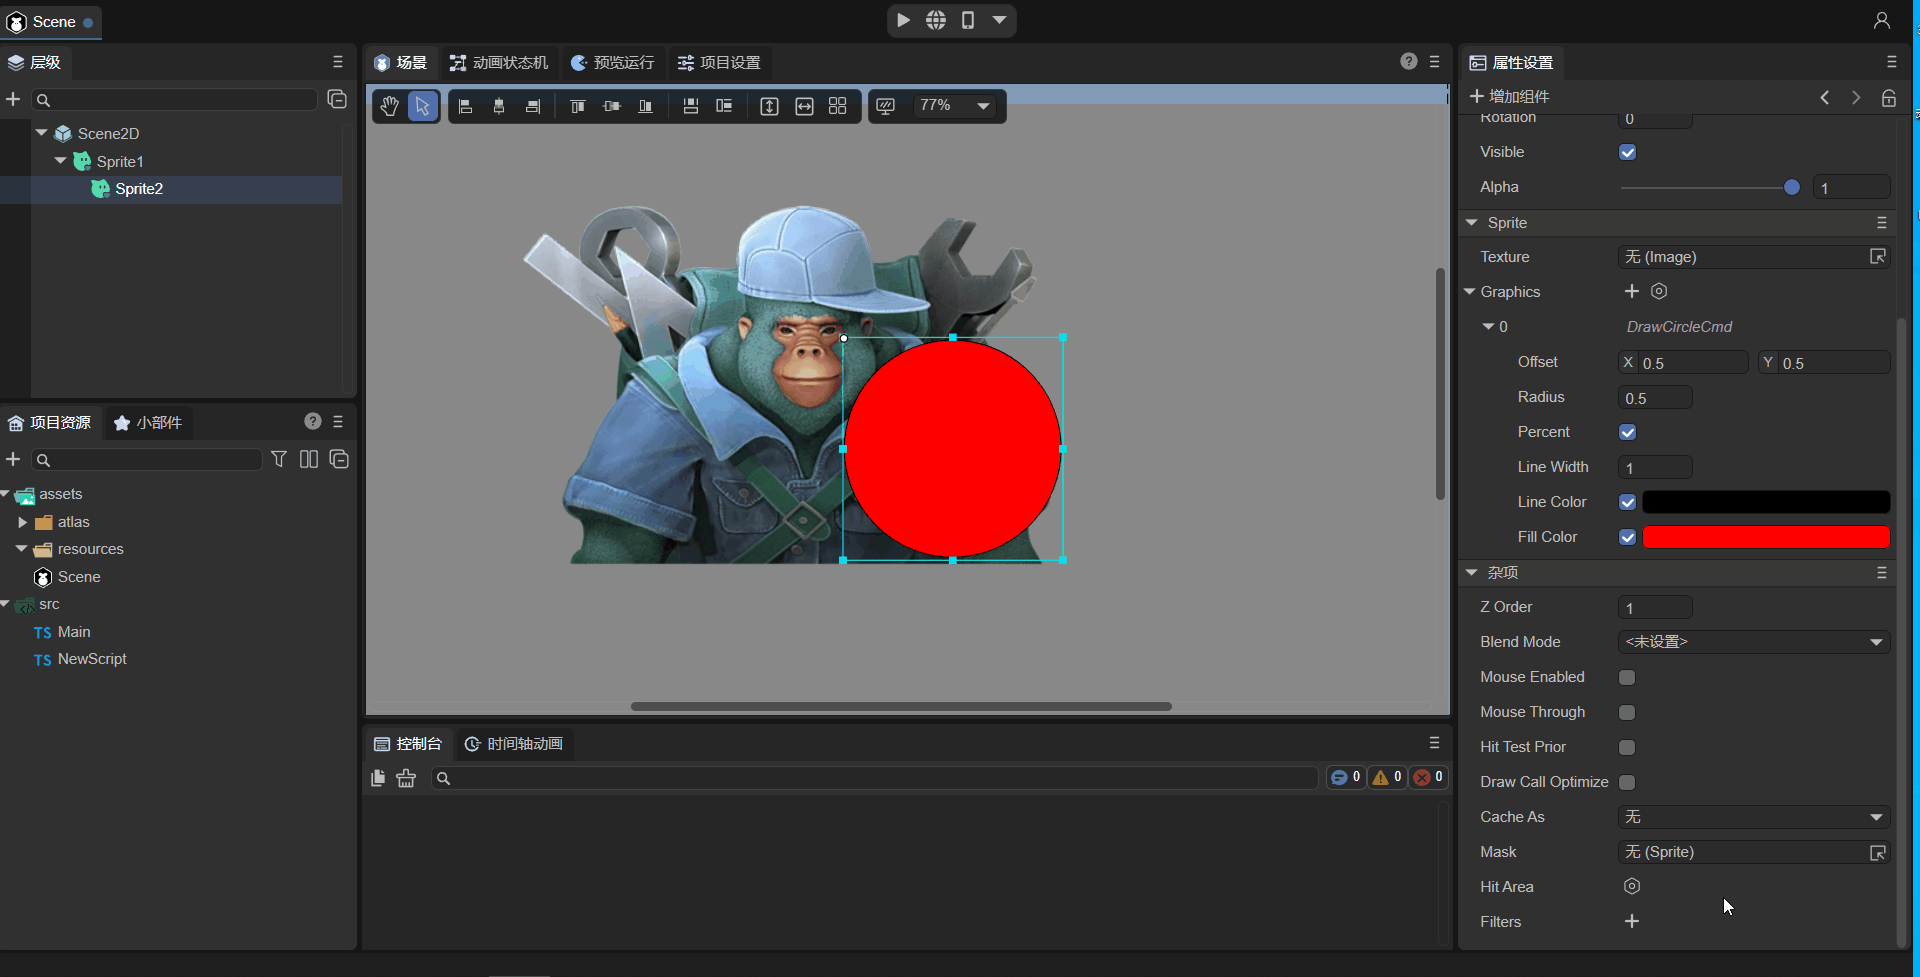 Scene
层级
场景
动画状态机
预览运行
项目设置
属性设置
77%
增加组件
Scene2D
Sprite1
Sprite2
Rotation 0
Visible
Alpha 1
Sprite
Texture 无 (Image)
Graphics
0 DrawCircleCmd
Offset X 0.5 Y 0.5
Radius 0.5
Percent
Line Width 1
Line Color
Fill Color
杂项
Z Order 1
Blend Mode <未设置>
Mouse Enabled
Mouse Through
Hit Test Prior
Draw Call Optimize
Cache As 无
Mask 无 (Sprite)
Hit Area
Filters
项目资源
小部件
assets
atlas
resources
Scene
src
TS Main
TS NewScript
控制台
时间轴动画
0
0
0